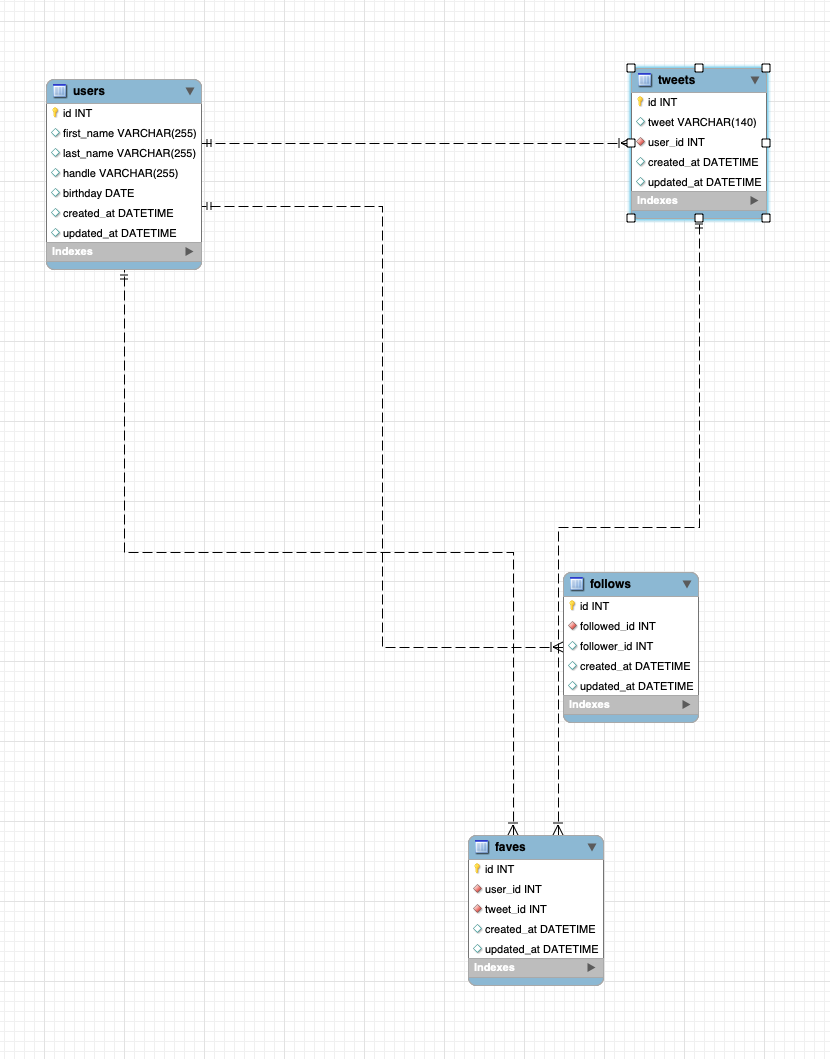 users
id INT
first_name VARCHAR(255)
last_name VARCHAR(255)
handle VARCHAR(255)
birthday DATE
created_at DATETIME
updated_at DATETIME
Indexes
tweets
id INT
tweet VARCHAR(140)
user_id INT
created_at DATETIME
updated_at DATETIME
Indexes
follows
id INT
followed_id INT
follower_id INT
created_at DATETIME
updated_at DATETIME
Indexes
faves
id INT
user_id INT
tweet_id INT
created_at DATETIME
updated_at DATETIME
Indexes